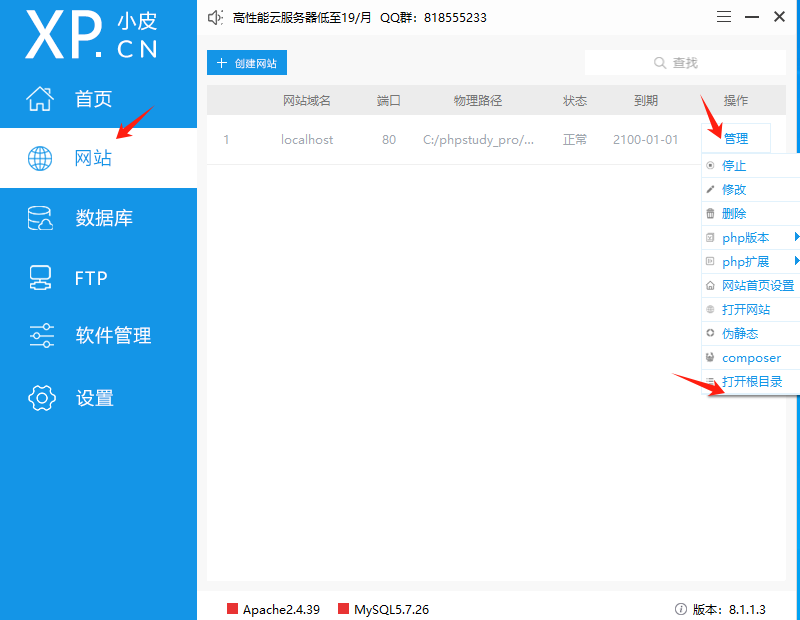 XP.CN 小皮
高性能云服务器低至19/月 QQ群：818555233
首页
网站
数据库
FTP
软件管理
设置
创建网站
查找
网站域名 端口 物理路径 状态 到期 操作
1 localhost 80 C:/phpstudy_pro/... 正常 2100-01-01 管理
停止
修改
删除
php版本
php扩展
网站首页设置
打开网站
伪静态
composer
打开根目录
Apache2.4.39 MySQL5.7.26 版本：8.1.1.3